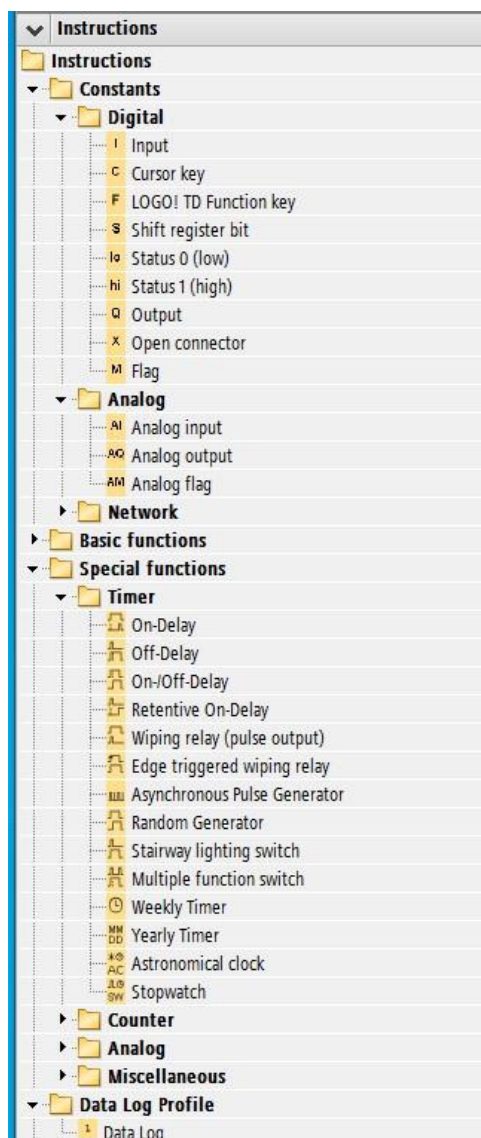 Instructions
Instructions
Constants
Digital
I Input
C Cursor key
F LOGO! TD Function key
S Shift register bit
lo Status 0 (low)
hi Status 1 (high)
Q Output
X Open connector
M Flag
Analog
AI Analog input
AQ Analog output
AM Analog flag
Network
Basic functions
Special functions
Timer
On-Delay
Off-Delay
On-/Off-Delay
Retentive On-Delay
Wiping relay (pulse output)
Edge triggered wiping relay
Asynchronous Pulse Generator
Random Generator
Stairway lighting switch
Multiple function switch
Weekly Timer
MM DD Yearly Timer
AC Astronomical clock
SW Stopwatch
Counter
Analog
Miscellaneous
Data Log Profile
1 Data Log